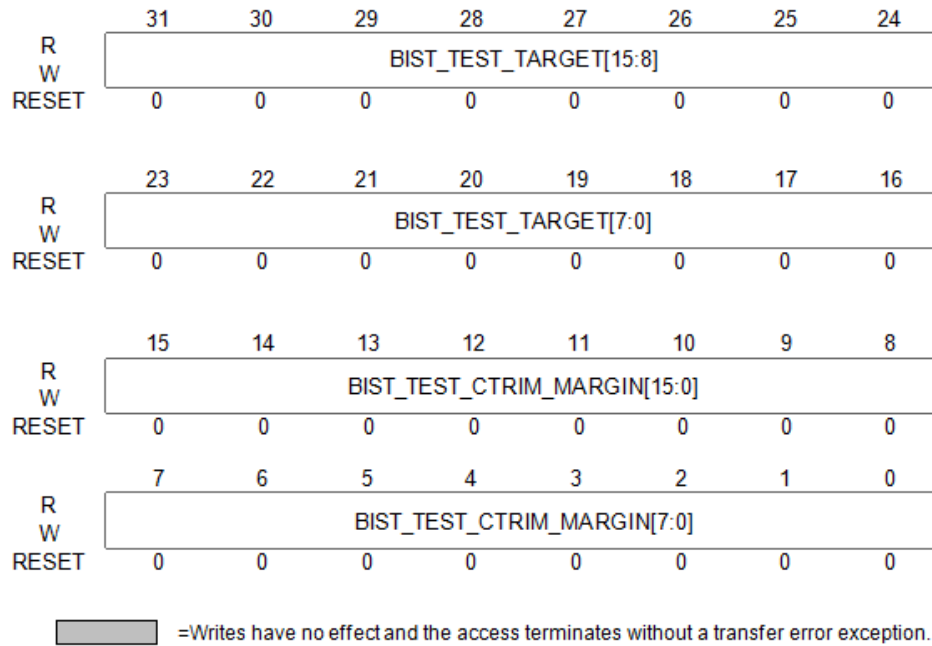 31 30 29 28 27 26 25 24
R
BIST_TEST_TARGET[15:8]
W
RESET 0 0 0 0 0 0 0 0
23 22 21 20 19 18 17 16
R
BIST_TEST_TARGET[7:0]
W
RESET 0 0 0 0 0 0 0 0
15 14 13 12 11 10 9 8
R
BIST_TEST_CTRIM_MARGIN[15:0]
W
RESET 0 0 0 0 0 0 0 0
7 6 5 4 3 2 1 0
R
BIST_TEST_CTRIM_MARGIN[7:0]
W
RESET 0 0 0 0 0 0 0 0
=Writes have no effect and the access terminates without a transfer error exception.